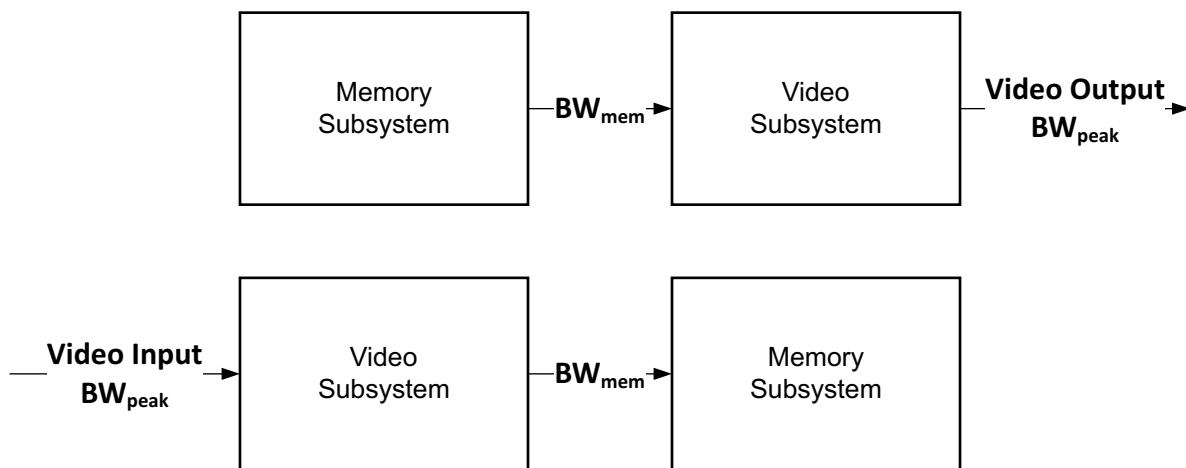 Memory
Subsystem
BWmem
Video
Subsystem
Video Output
BWpeak
Video Input
BWpeak
Video
Subsystem
BWmem
Memory
Subsystem